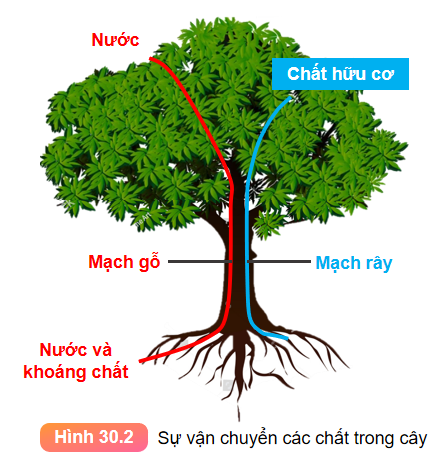 Nước
Chất hữu cơ
Mạch gỗ
Mạch rây
Nước và
khoáng chất
Hình 30.2 Sự vận chuyển các chất trong cây